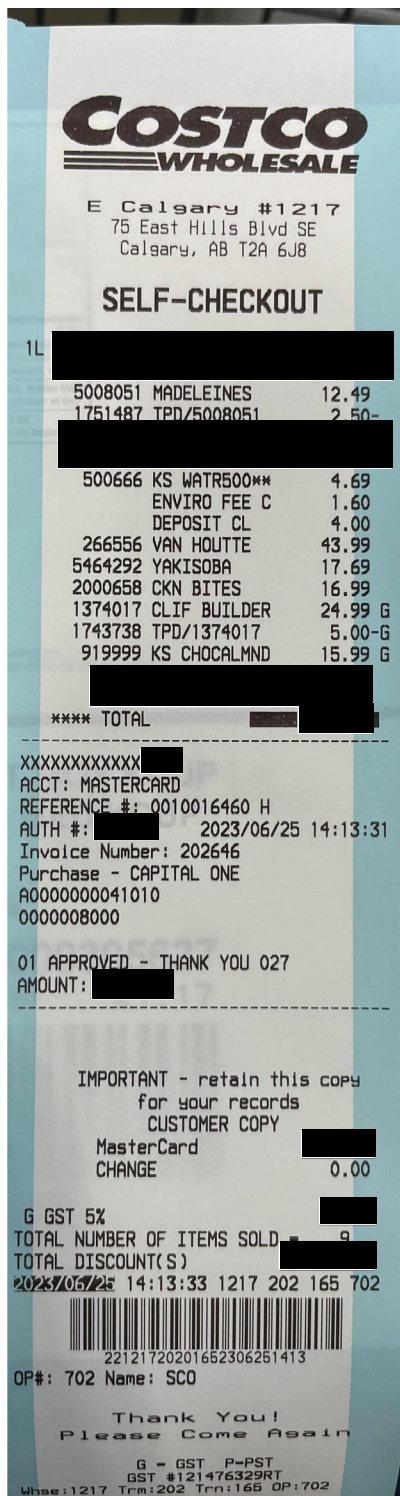 COSTCO
WHOLESALE
E Calgary #1217
75 East Hills Blvd SE
Calgary, AB T2A 6J8
SELF-CHECKOUT
1L
5008051 MADELEINES 12.49
1751487 TPD/5008051 2.50-
500666 KS WATR500** 4.69
ENVIRO FEE C 1.60
DEPOSIT CL 4.00
266556 VAN HOUTTE 43.99
5464292 YAKISOBA 17.69
2000658 CKN BITES 16.99
1374017 CLIF BUILDER 24.99 G
1743738 TPD/1374017 5.00-G
919999 KS CHOCALMND 15.99 G
**** TOTAL
XXXXXXXXXXXX
ACCT: MASTERCARD
REFERENCE #: 0010016460 H
AUTH #: 2023/06/25 14:13:31
Invoice Number: 202646
Purchase - CAPITAL ONE
A0000000041010
0000008000
01 APPROVED - THANK YOU 027
AMOUNT:
IMPORTANT - retain this copy
for your records
CUSTOMER COPY
MasterCard
CHANGE 0.00
G GST 5%
TOTAL NUMBER OF ITEMS SOLD = 9
TOTAL DISCOUNT(S)
2023/06/25 14:13:33 1217 202 165 702
22121720201652306251413
OP#: 702 Name: SCO
Thank You!
Please Come Again
G - GST P-PST
GST #121476329RT
Whse:1217 Trm:202 Trn:165 OP:702